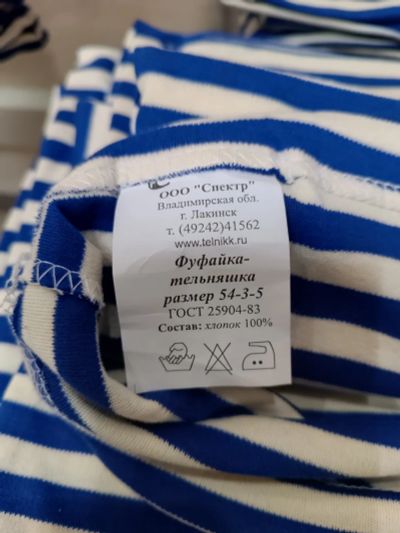 ООО "Спектр"
Владимирская обл.
г. Лакинск
т. (49242)41562
www.telnikk.ru
Фуфайка-
тельняшка
размер 54-3-5
ГОСТ 25904-83
Состав: хлопок 100%